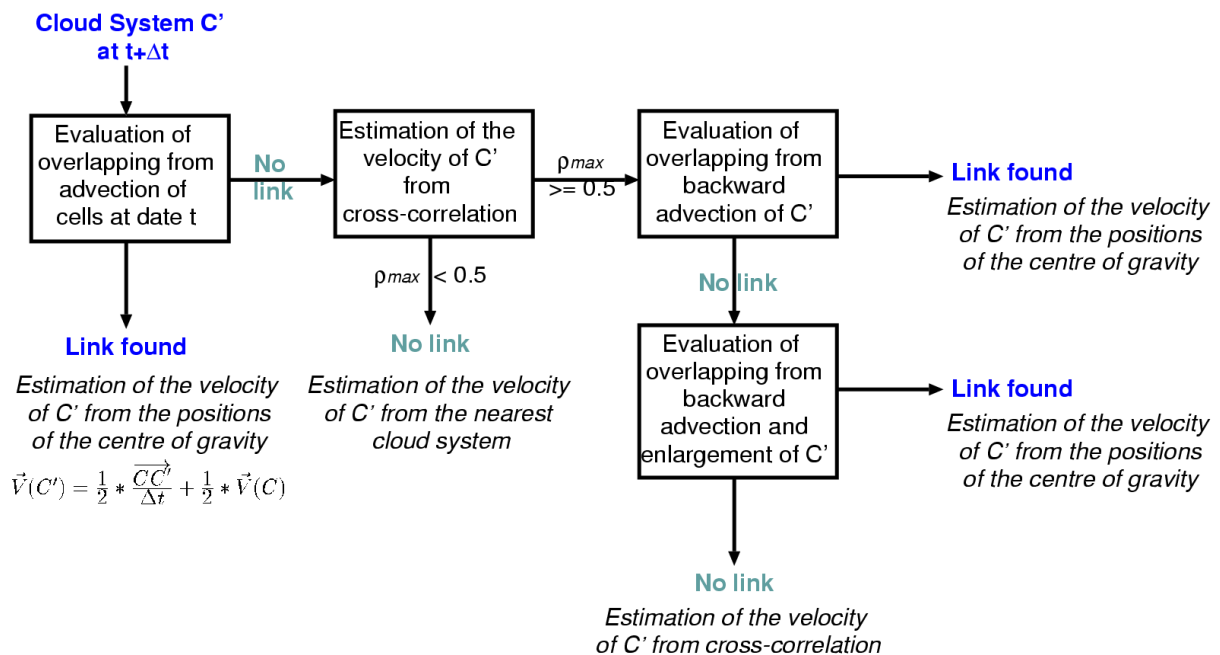 Cloud System C'
at t+Δt
Evaluation of
overlapping from
advection of
cells at date t
No
link
Estimation of the
velocity of C'
from
cross-correlation
ρmax
>= 0.5
Evaluation of
overlapping from
backward
advection of C'
Link found
Estimation of the velocity
of C' from the positions
of the centre of gravity
ρmax < 0.5
No link
Link found
Estimation of the velocity
of C' from the positions
of the centre of gravity
V⃗(C′) = 1/2 * CC′⃗/Δt + 1/2 * V⃗(C)
No link
Estimation of the velocity
of C' from the nearest
cloud system
Evaluation of
overlapping from
backward
advection and
enlargement of C'
Link found
Estimation of the velocity
of C' from the positions
of the centre of gravity
No link
Estimation of the velocity
of C' from cross-correlation